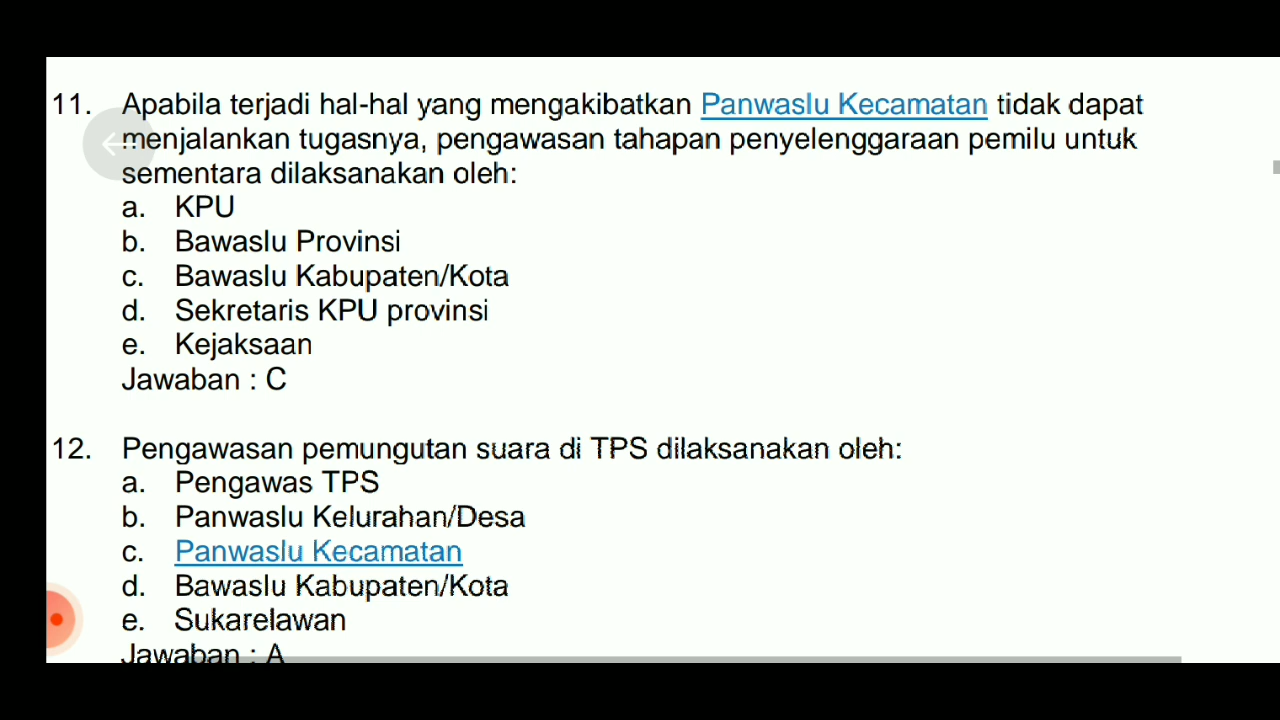 11. Apabila terjadi hal-hal yang mengakibatkan Panwaslu Kecamatan tidak dapat
menjalankan tugasnya, pengawasan tahapan penyelenggaraan pemilu untuk
sementara dilaksanakan oleh:
a. KPU
b. Bawaslu Provinsi
c. Bawaslu Kabupaten/Kota
d. Sekretaris KPU provinsi
e. Kejaksaan
Jawaban : C
12. Pengawasan pemungutan suara di TPS dilaksanakan oleh:
a. Pengawas TPS
b. Panwaslu Kelurahan/Desa
c. Panwaslu Kecamatan
d. Bawaslu Kabupaten/Kota
e. Sukarelawan
Jawaban : A